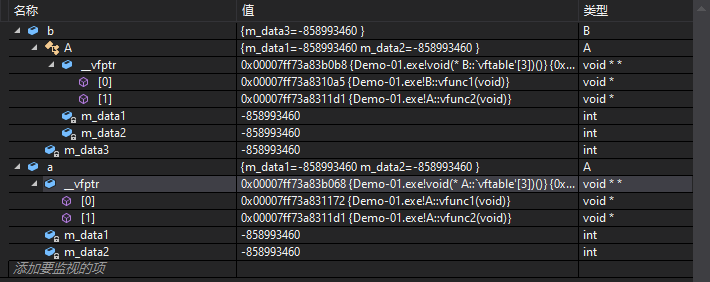 名称 值 类型
b {m_data3=-858993460 } B
A {m_data1=-858993460 m_data2=-858993460 } A
__vfptr 0x00007ff73a83b0b8 {Demo-01.exe!void(* B::`vftable'[3])()} {0x... void * *
[0] 0x00007ff73a8310a5 {Demo-01.exe!B::vfunc1(void)} void *
[1] 0x00007ff73a8311d1 {Demo-01.exe!A::vfunc2(void)} void *
m_data1 -858993460 int
m_data2 -858993460 int
m_data3 -858993460 int
a {m_data1=-858993460 m_data2=-858993460 } A
__vfptr 0x00007ff73a83b068 {Demo-01.exe!void(* A::`vftable'[3])()} {0x... void * *
[0] 0x00007ff73a831172 {Demo-01.exe!A::vfunc1(void)} void *
[1] 0x00007ff73a8311d1 {Demo-01.exe!A::vfunc2(void)} void *
m_data1 -858993460 int
m_data2 -858993460 int
添加要监视的项